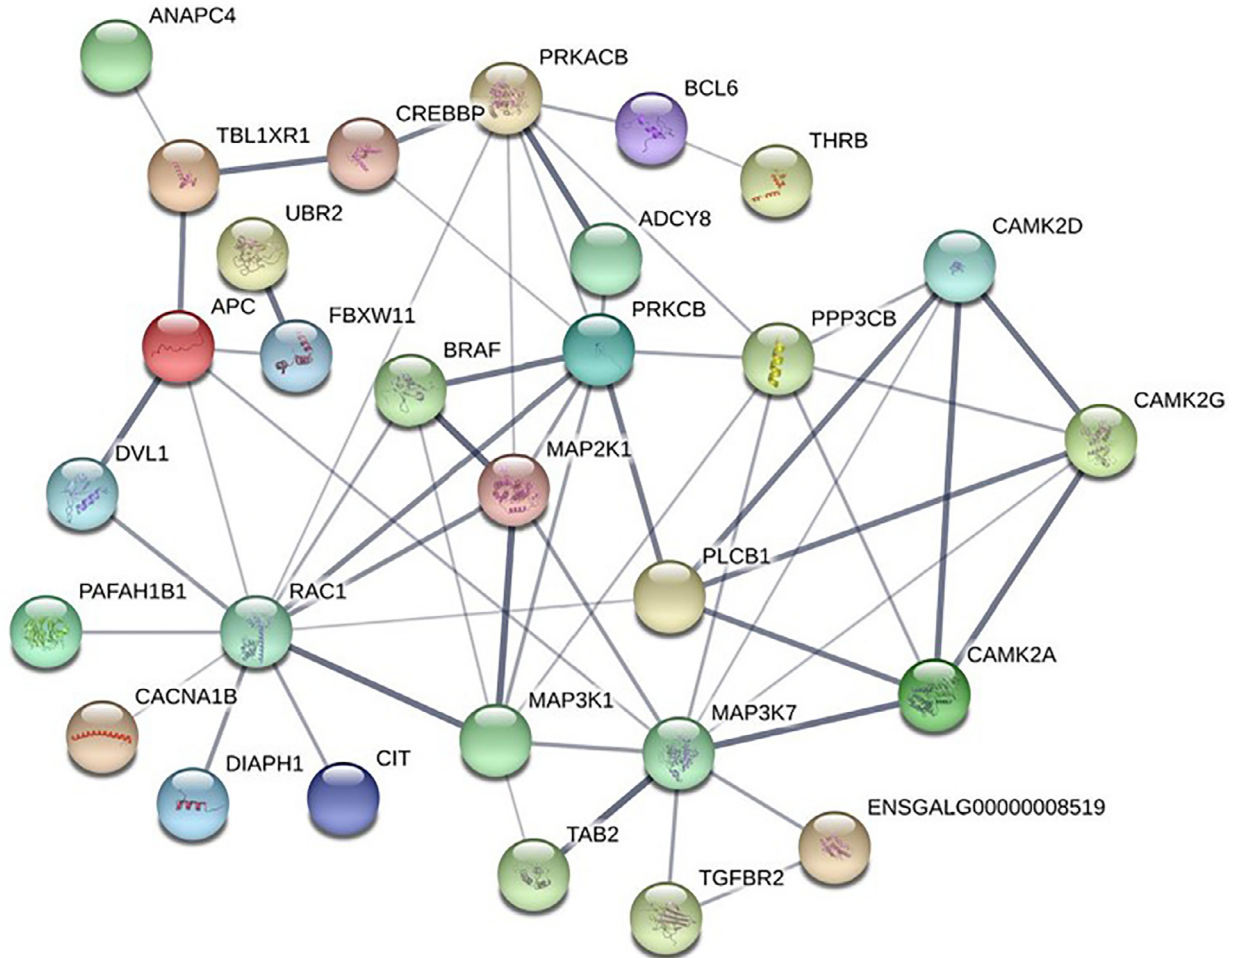 ANAPC4
PRKACB
BCL6
CREBBP
TBL1XR1
THRB
UBR2
ADCY8
CAMK2D
APC
FBXW11
PRKCB
PPP3CB
BRAF
CAMK2G
DVL1
MAP2K1
PLCB1
PAFAH1B1
RAC1
CAMK2A
CACNA1B
MAP3K1
MAP3K7
DIAPH1
CIT
ENSGALG00000008519
TAB2
TGFBR2